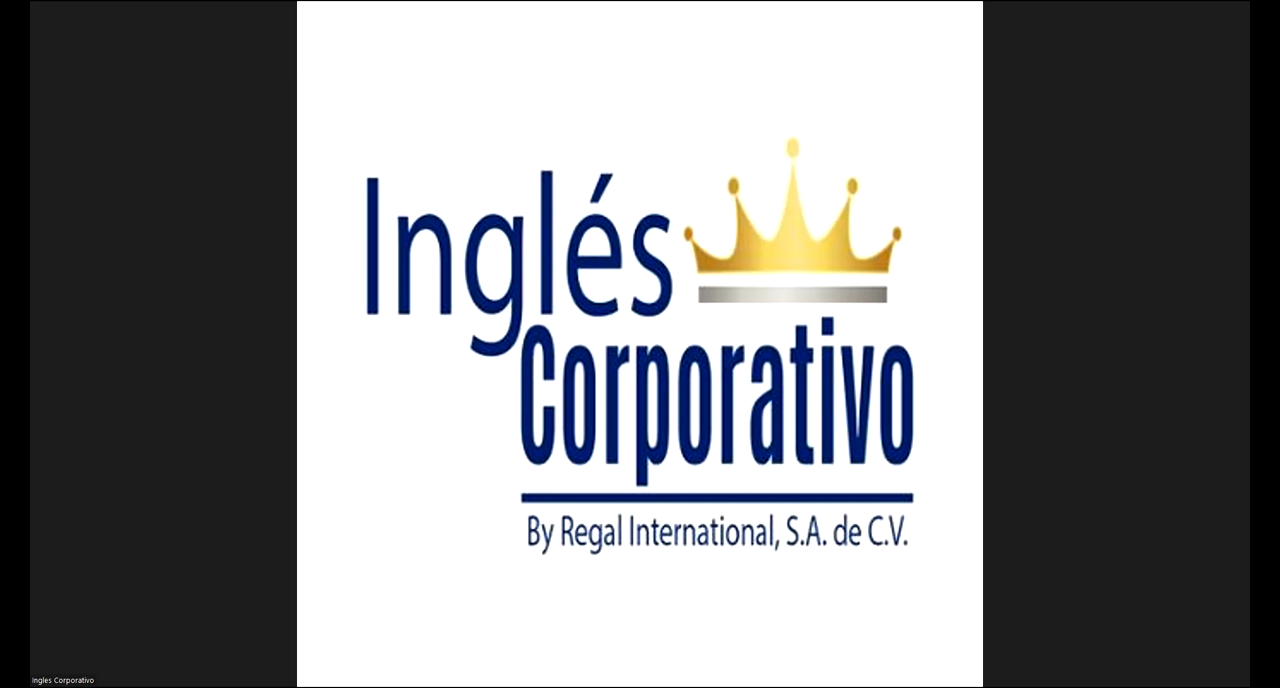 Inglés
Corporativo
By Regal International, S.A. de C.V.
Ingles Corporativo